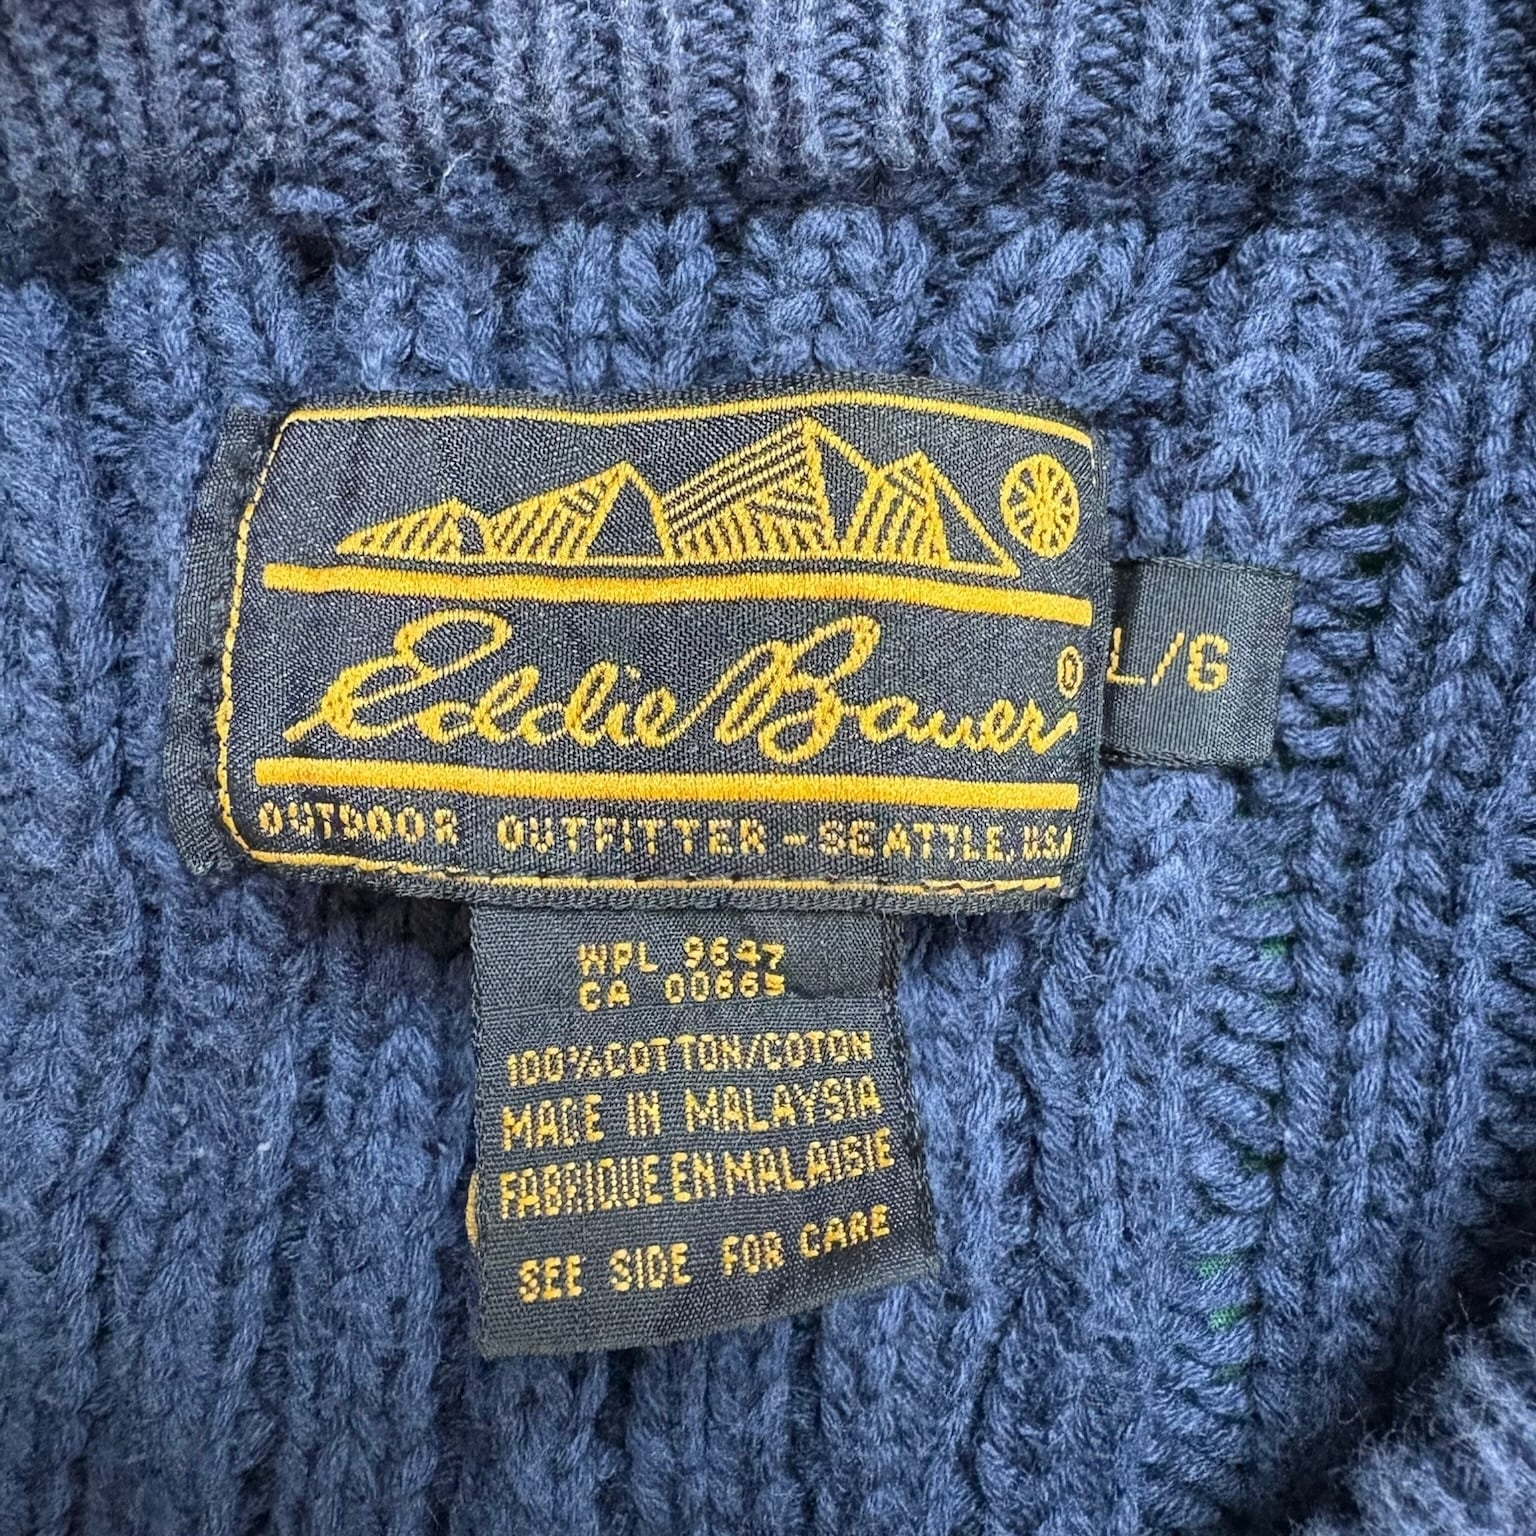 Eddie Bauer®
L/G
OUTDOOR OUTFITTER - SEATTLE, USA
WPL 9647
CA 00665
100% COTTON/COTON
MADE IN MALAYSIA
FABRIQUE EN MALAISIE
SEE SIDE FOR CARE